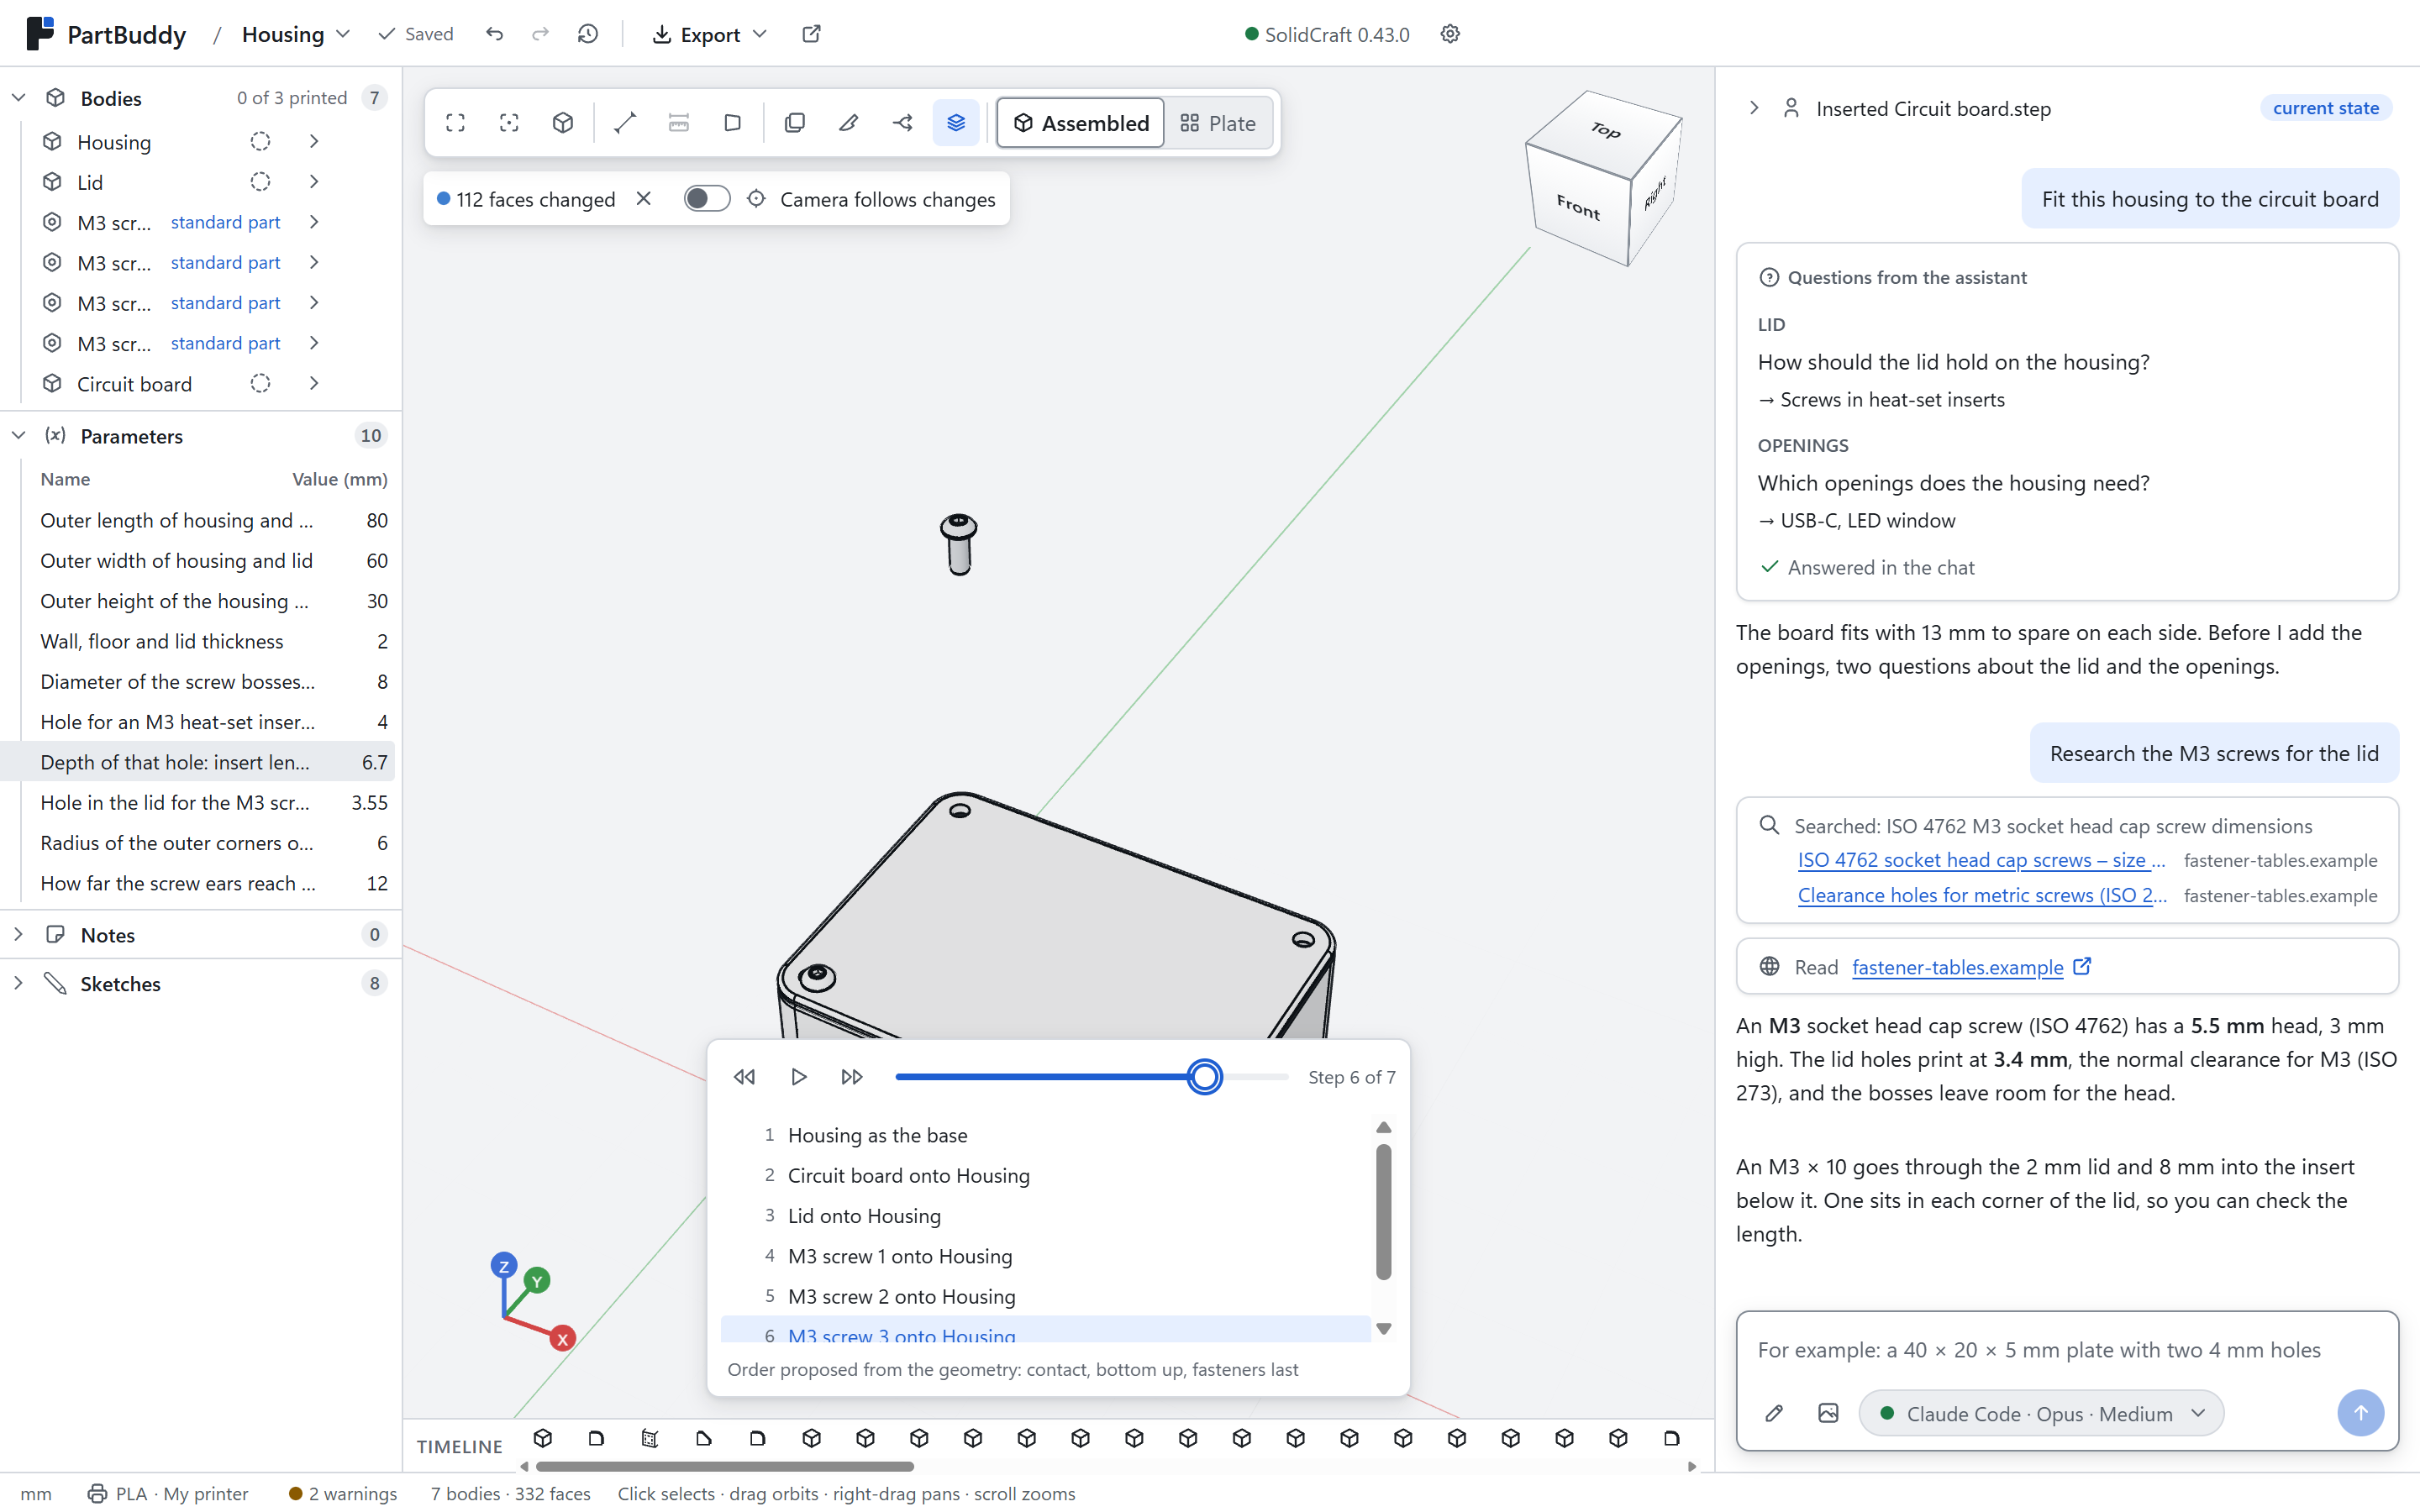 PartBuddy / Housing Saved Export SolidCraft 0.43.0
Bodies 0 of 3 printed 7
Housing
Lid
M3 scr... standard part
M3 scr... standard part
M3 scr... standard part
M3 scr... standard part
Circuit board
(x) Parameters 10
Name Value (mm)
Outer length of housing and ... 80
Outer width of housing and lid 60
Outer height of the housing ... 30
Wall, floor and lid thickness 2
Diameter of the screw bosses... 8
Hole for an M3 heat-set inser... 4
Depth of that hole: insert len... 6.7
Hole in the lid for the M3 scr... 3.55
Radius of the outer corners o... 6
How far the screw ears reach ... 12
Notes 0
Sketches 8
Assembled Plate
112 faces changed Camera follows changes
Top
Front
Right
Z
Y
X
Step 6 of 7
1 Housing as the base
2 Circuit board onto Housing
3 Lid onto Housing
4 M3 screw 1 onto Housing
5 M3 screw 2 onto Housing
6 M3 screw 3 onto Housing
Order proposed from the geometry: contact, bottom up, fasteners last
TIMELINE
Inserted Circuit board.step current state
Fit this housing to the circuit board
Questions from the assistant
LID
How should the lid hold on the housing?
→ Screws in heat-set inserts
OPENINGS
Which openings does the housing need?
→ USB-C, LED window
Answered in the chat
The board fits with 13 mm to spare on each side. Before I add the
openings, two questions about the lid and the openings.
Research the M3 screws for the lid
Searched: ISO 4762 M3 socket head cap screw dimensions
ISO 4762 socket head cap screws – size ... fastener-tables.example
Clearance holes for metric screws (ISO 2... fastener-tables.example
Read fastener-tables.example
An M3 socket head cap screw (ISO 4762) has a 5.5 mm head, 3 mm
high. The lid holes print at 3.4 mm, the normal clearance for M3 (ISO
273), and the bosses leave room for the head.
An M3 × 10 goes through the 2 mm lid and 8 mm into the insert
below it. One sits in each corner of the lid, so you can check the
length.
For example: a 40 × 20 × 5 mm plate with two 4 mm holes
Claude Code · Opus · Medium
mm PLA · My printer 2 warnings 7 bodies · 332 faces Click selects · drag orbits · right-drag pans · scroll zooms